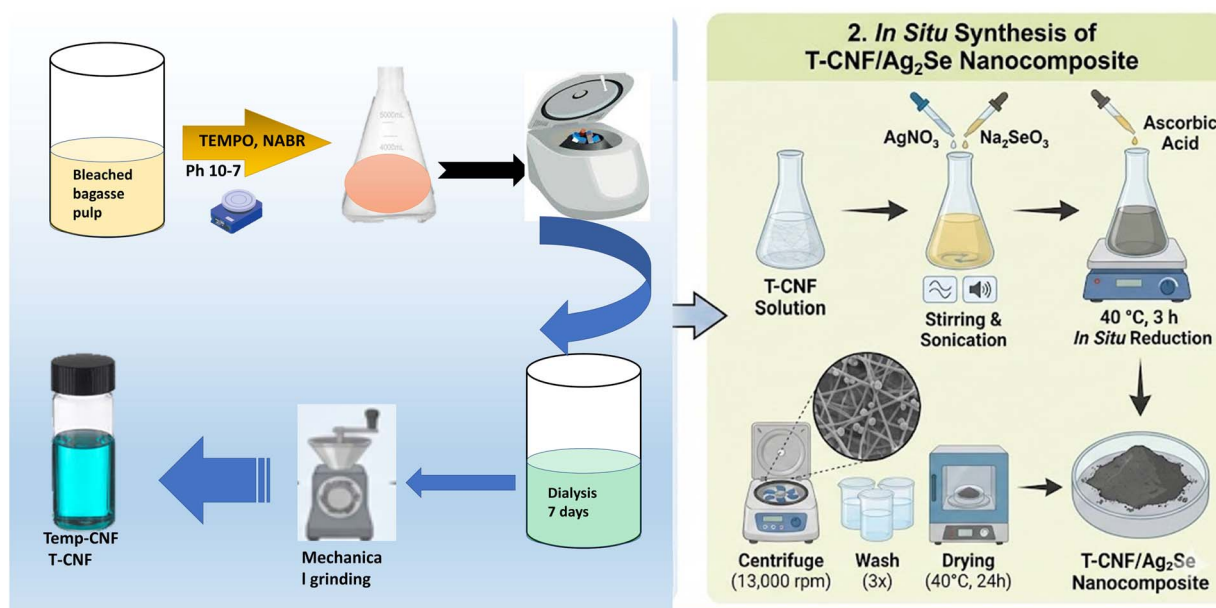 TEMPO, NABR
Ph 10-7
Bleached
bagasse
pulp
5000mL
4000mL
Dialysis
7 days
Mechanica
l grinding
Temp-CNF
T-CNF
2. In Situ Synthesis of
T-CNF/Ag₂Se Nanocomposite
AgNO₃
Na₂SeO₃
Ascorbic
Acid
T-CNF
Solution
Stirring &
Sonication
40 °C, 3 h
In Situ Reduction
Centrifuge
(13,000 rpm)
Wash
(3x)
Drying
(40°C, 24h)
T-CNF/Ag₂Se
Nanocomposite